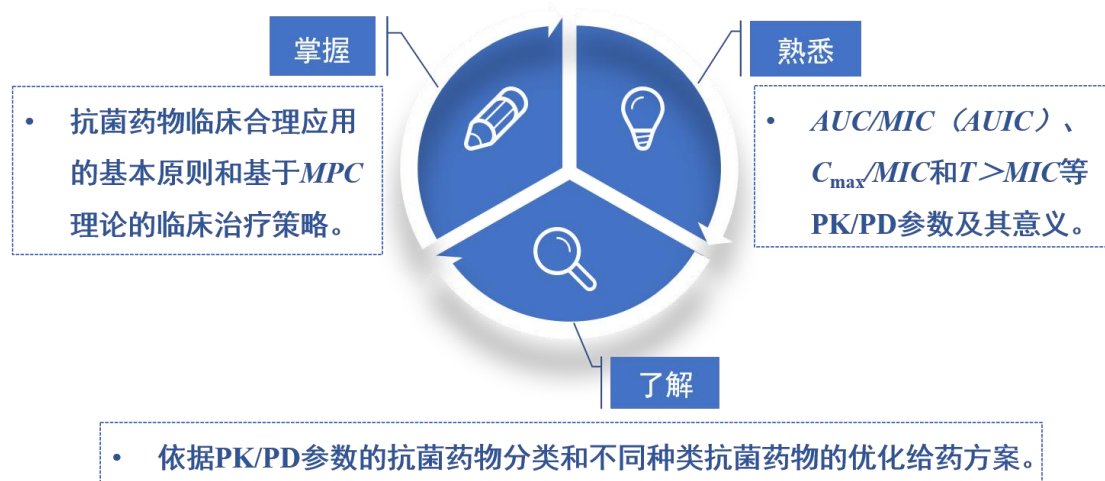 掌握
• 抗菌药物临床合理应用
的基本原则和基于MPC
理论的临床治疗策略。
熟悉
• AUC/MIC（AUIC）、
Cmax/MIC和T＞MIC等
PK/PD参数及其意义。
了解
• 依据PK/PD参数的抗菌药物分类和不同种类抗菌药物的优化给药方案。